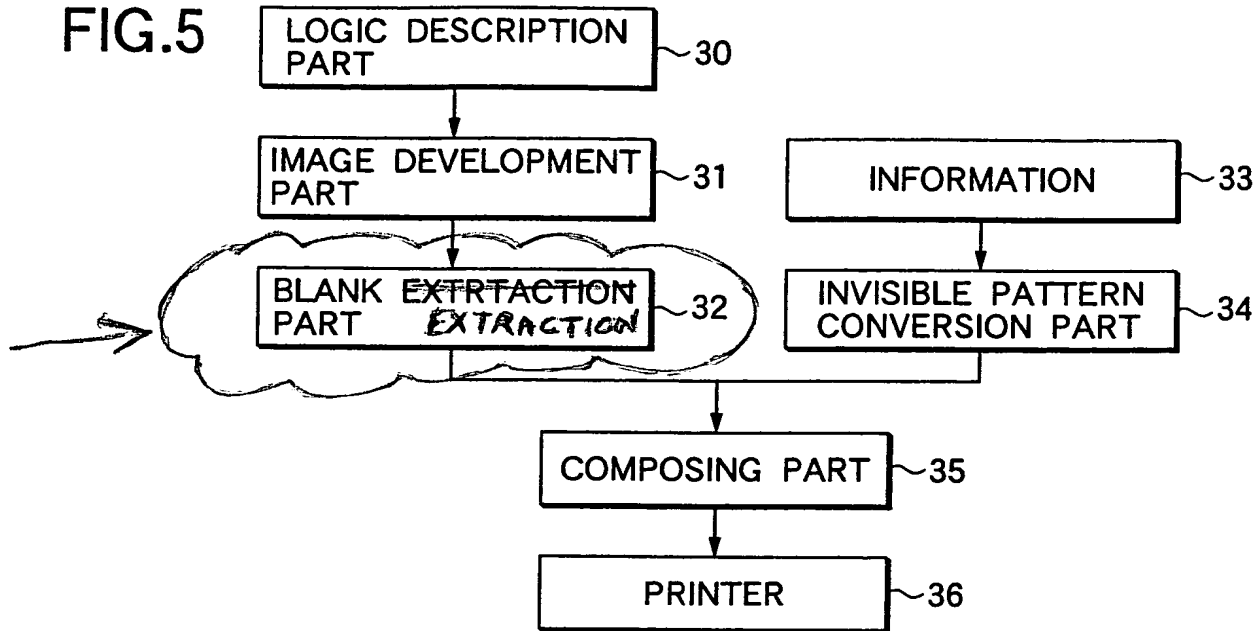 FIG.5
LOGIC DESCRIPTION
PART
30
IMAGE DEVELOPMENT
PART
31
INFORMATION
33
BLANK EXTRTACTION
PART EXTRACTION
32
INVISIBLE PATTERN
CONVERSION PART
34
COMPOSING PART
35
PRINTER
36